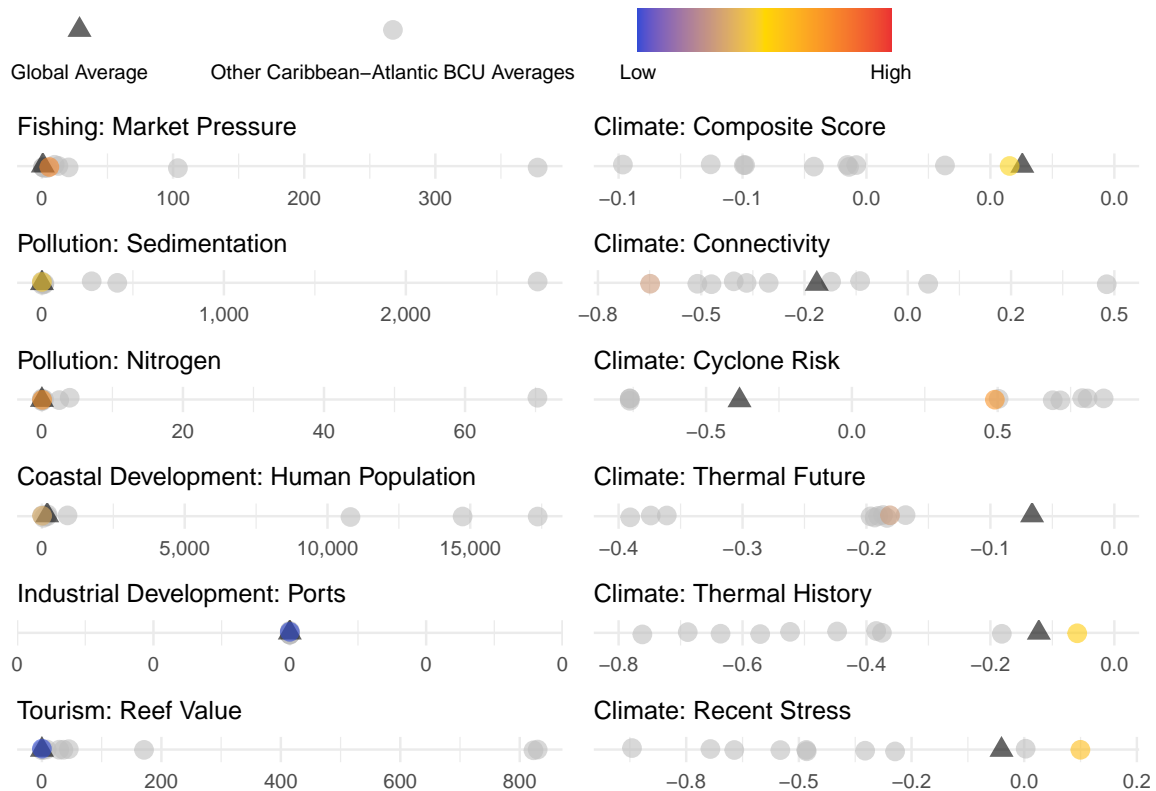 Global Average
Other Caribbean−Atlantic BCU Averages
Low
High
Fishing: Market Pressure
0 100 200 300
Climate: Composite Score
−0.1 −0.1 0.0 0.0 0.0
Pollution: Sedimentation
0 1,000 2,000
Climate: Connectivity
−0.8 −0.5 −0.2 0.0 0.2 0.5
Pollution: Nitrogen
0 20 40 60
Climate: Cyclone Risk
−0.5 0.0 0.5
Coastal Development: Human Population
0 5,000 10,000 15,000
Climate: Thermal Future
−0.4 −0.3 −0.2 −0.1 0.0
Industrial Development: Ports
0 0 0 0 0
Climate: Thermal History
−0.8 −0.6 −0.4 −0.2 0.0
Tourism: Reef Value
0 200 400 600 800
Climate: Recent Stress
−0.8 −0.5 −0.2 0.0 0.2